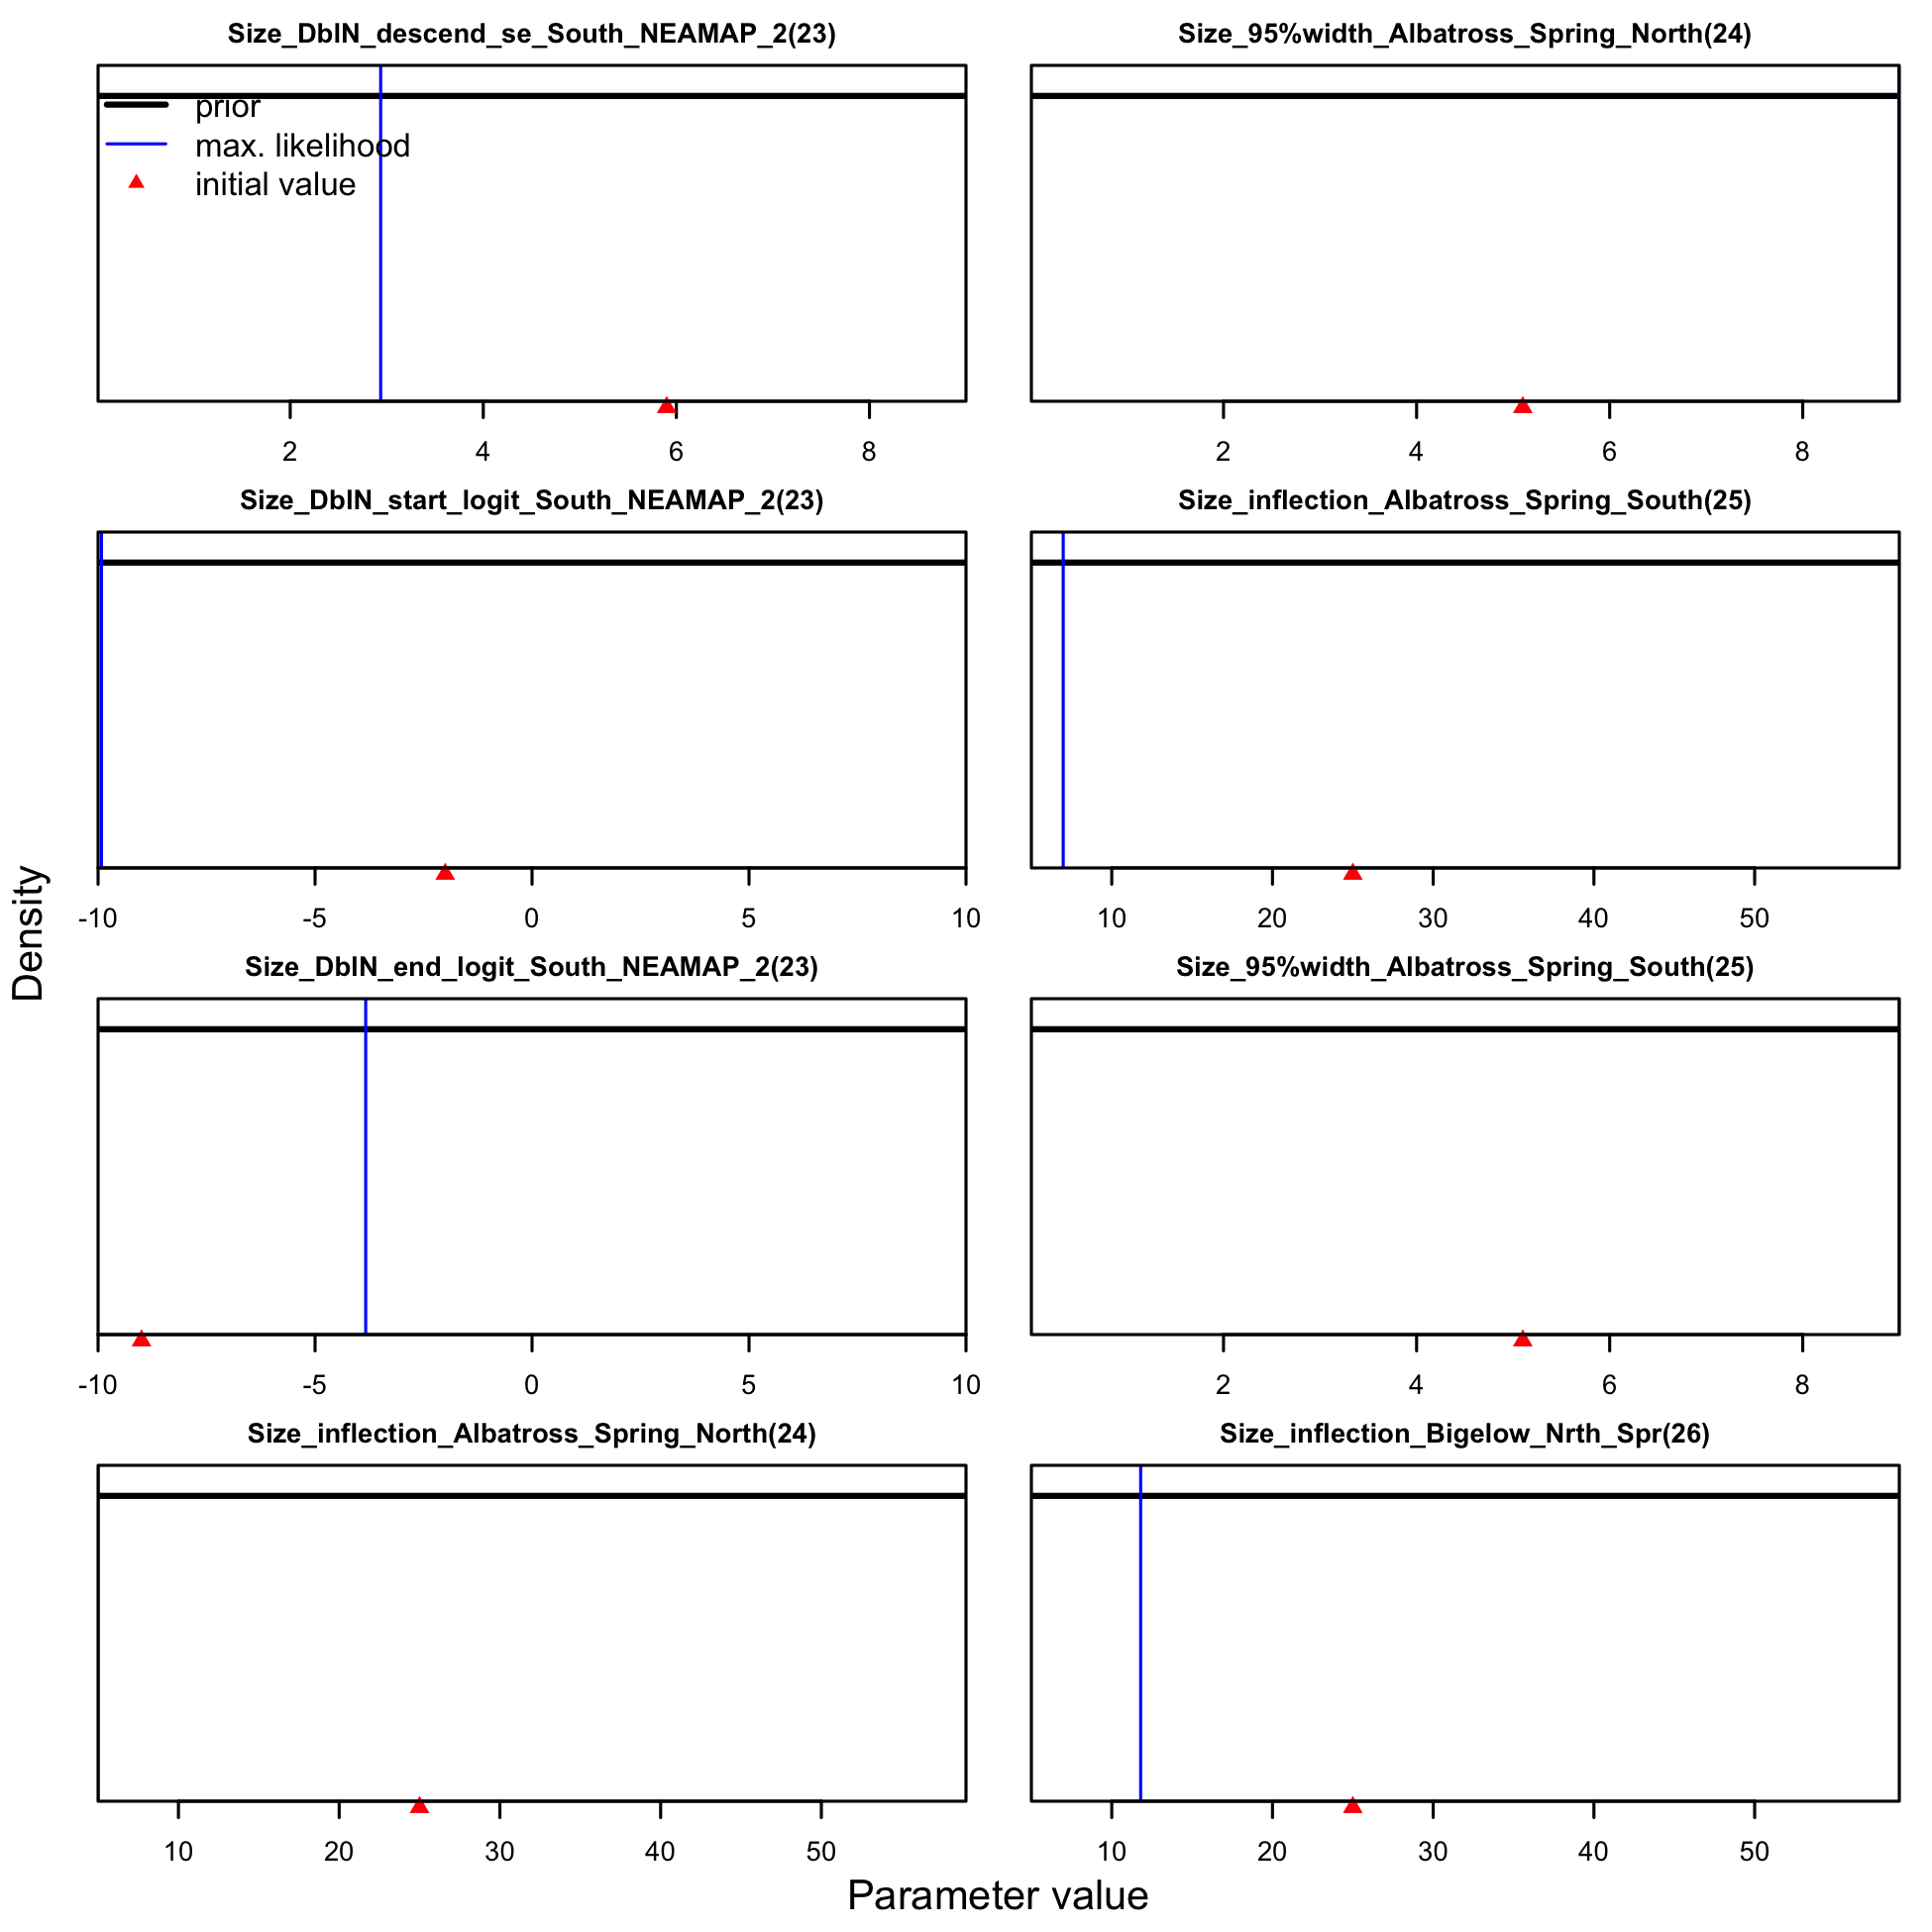 Size_DblN_descend_se_South_NEAMAP_2(23)
prior
max. likelihood
initial value
2 4 6 8
Size_95%width_Albatross_Spring_North(24)
2 4 6 8
Size_DblN_start_logit_South_NEAMAP_2(23)
-10 -5 0 5 10
Size_inflection_Albatross_Spring_South(25)
10 20 30 40 50
Density
Size_DblN_end_logit_South_NEAMAP_2(23)
-10 -5 0 5 10
Size_95%width_Albatross_Spring_South(25)
2 4 6 8
Size_inflection_Albatross_Spring_North(24)
10 20 30 40 50
Size_inflection_Bigelow_Nrth_Spr(26)
10 20 30 40 50
Parameter value